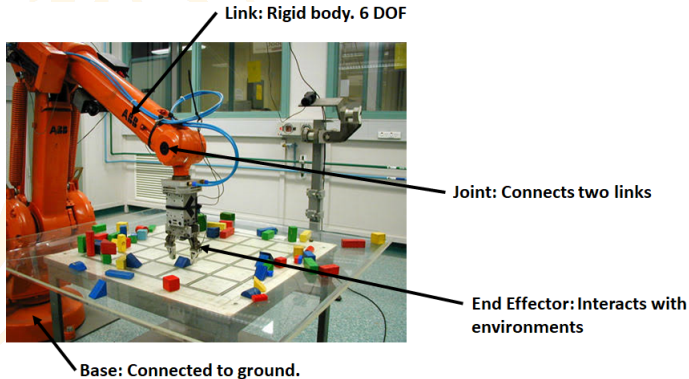 Link: Rigid body. 6 DOF
ABB
ABB
Joint: Connects two links
End Effector: Interacts with
environments
Base: Connected to ground.